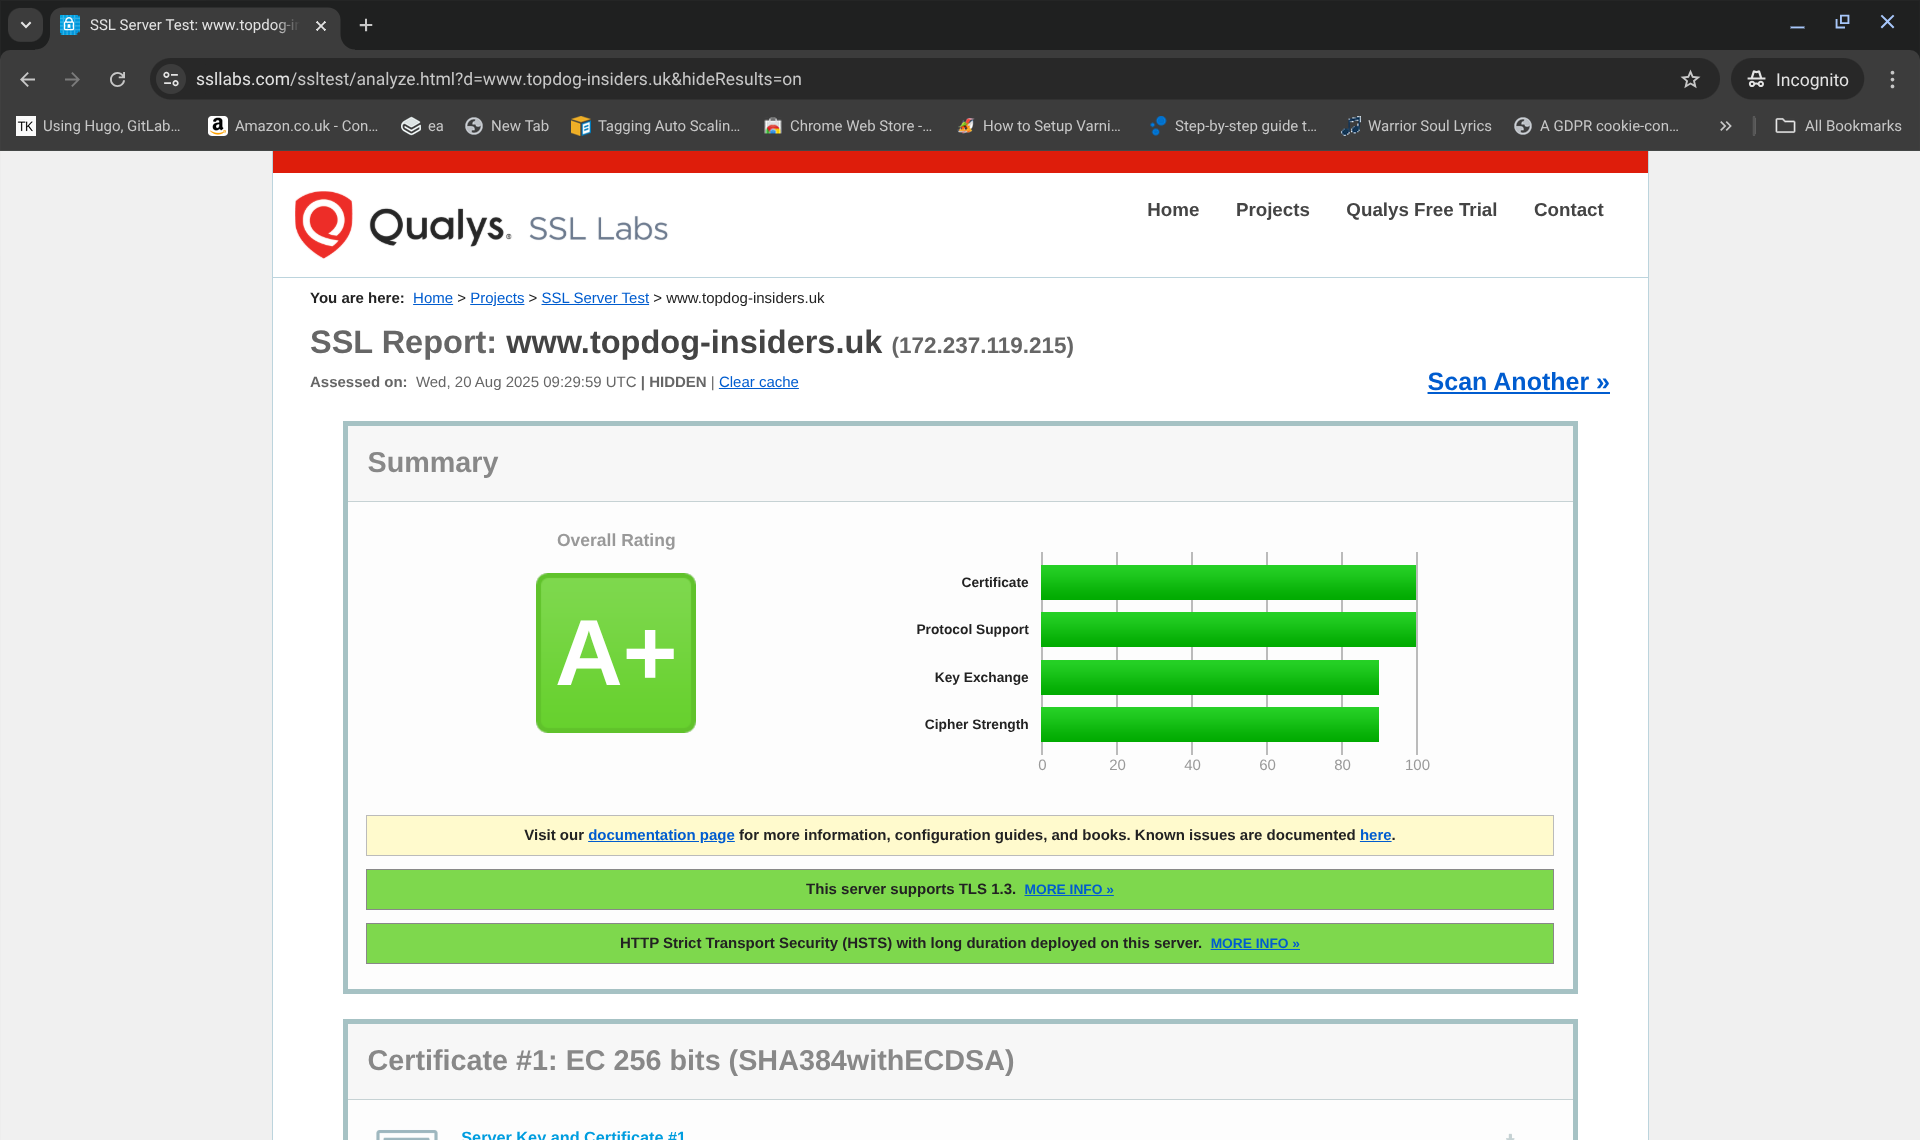 SSL Server Test: www.topdog-in
ssllabs.com/ssltest/analyze.html?d=www.topdog-insiders.uk&hideResults=on
Incognito
TK Using Hugo, GitLab... a Amazon.co.uk - Con... ea New Tab Tagging Auto Scalin... Chrome Web Store -... How to Setup Varni... Step-by-step guide t... Warrior Soul Lyrics A GDPR cookie-con... » All Bookmarks
Qualys. SSL Labs
Home Projects Qualys Free Trial Contact
You are here: Home > Projects > SSL Server Test > www.topdog-insiders.uk
SSL Report: www.topdog-insiders.uk (172.237.119.215)
Assessed on: Wed, 20 Aug 2025 09:29:59 UTC | HIDDEN | Clear cache
Scan Another »
Summary
Overall Rating
A+
Certificate
Protocol Support
Key Exchange
Cipher Strength
0 20 40 60 80 100
Visit our documentation page for more information, configuration guides, and books. Known issues are documented here.
This server supports TLS 1.3. MORE INFO »
HTTP Strict Transport Security (HSTS) with long duration deployed on this server. MORE INFO »
Certificate #1: EC 256 bits (SHA384withECDSA)
Server Key and Certificate #1